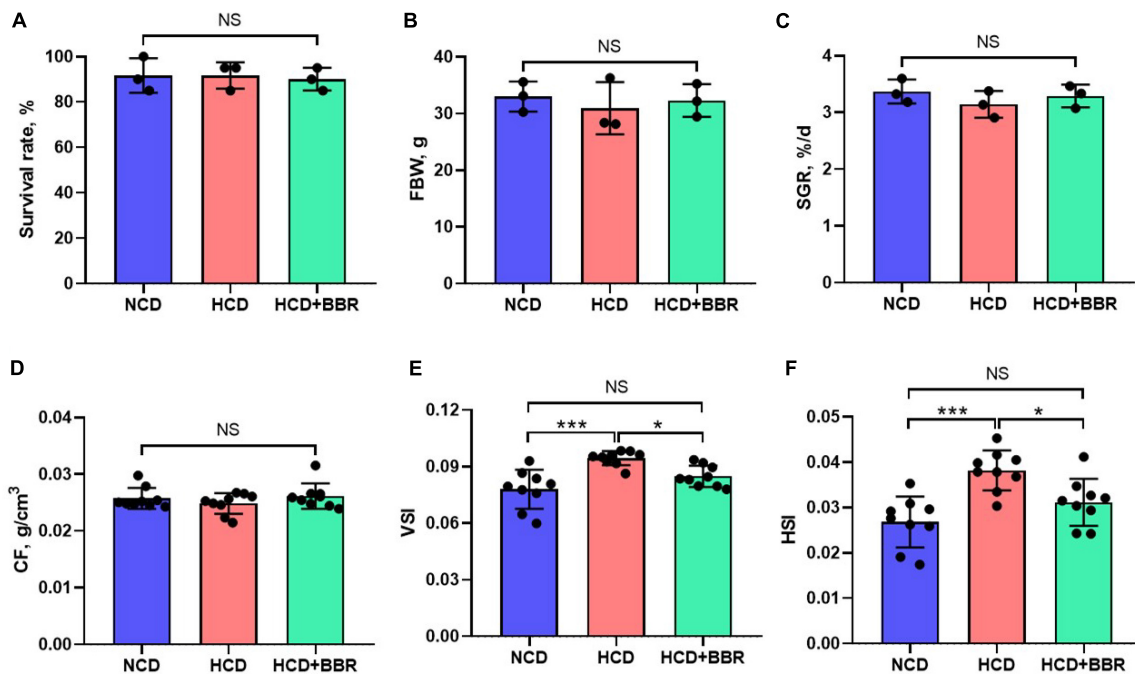 A
NS
Survival rate, %
100
80
60
40
20
0
NCD HCD HCD+BBR
B
NS
FBW, g
40
30
20
10
0
NCD HCD HCD+BBR
C
NS
SGR, %/d
4
3
2
1
0
NCD HCD HCD+BBR
D
NS
CF, g/cm³
0.04
0.03
0.02
0.01
0.00
NCD HCD HCD+BBR
E
NS
*** *
VSI
0.12
0.09
0.06
0.03
0.00
NCD HCD HCD+BBR
F
NS
*** *
HSI
0.05
0.04
0.03
0.02
0.01
0.00
NCD HCD HCD+BBR